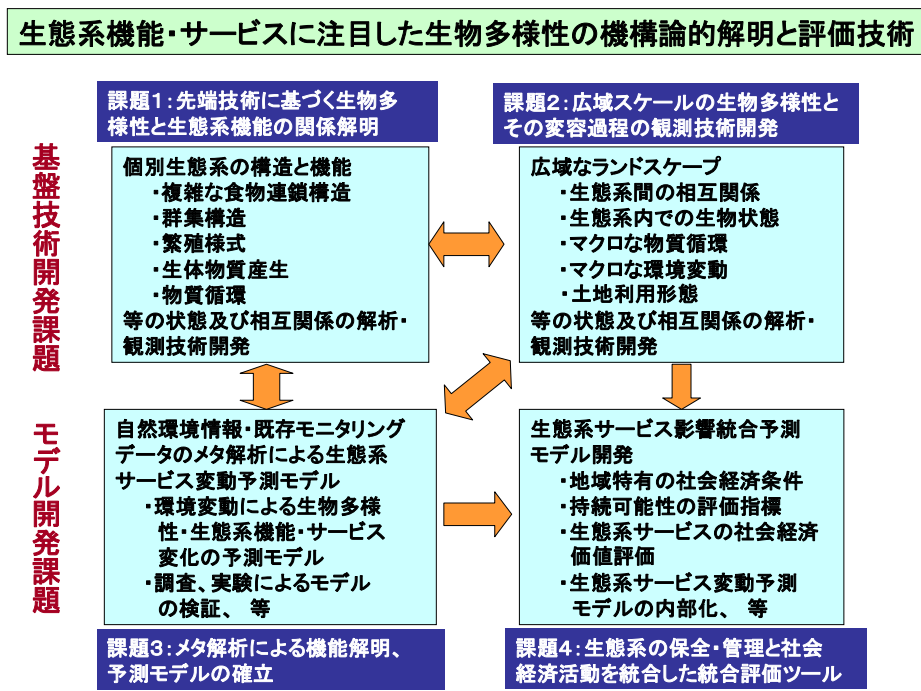 生態系機能・サービスに注目した生物多様性の機構論的解明と評価技術
基盤技術開発課題
課題1:先端技術に基づく生物多
様性と生態系機能の関係解明
個別生態系の構造と機能
・複雑な食物連鎖構造
・群集構造
・繁殖様式
・生体物質産生
・物質循環
等の状態及び相互関係の解析・
観測技術開発
課題2:広域スケールの生物多様性と
その変容過程の観測技術開発
広域なランドスケープ
・生態系間の相互関係
・生態系内での生物状態
・マクロな物質循環
・マクロな環境変動
・土地利用形態
等の状態及び相互関係の解析・
観測技術開発
モデル開発課題
自然環境情報・既存モニタリング
データのメタ解析による生態系
サービス変動予測モデル
・環境変動による生物多様
性・生態系機能・サービス
変化の予測モデル
・調査、実験によるモデル
の検証、 等
課題3:メタ解析による機能解明、
予測モデルの確立
生態系サービス影響統合予測
モデル開発
・地域特有の社会経済条件
・持続可能性の評価指標
・生態系サービスの社会経済
価値評価
・生態系サービス変動予測
モデルの内部化、 等
課題4:生態系の保全・管理と社会
経済活動を統合した統合評価ツール